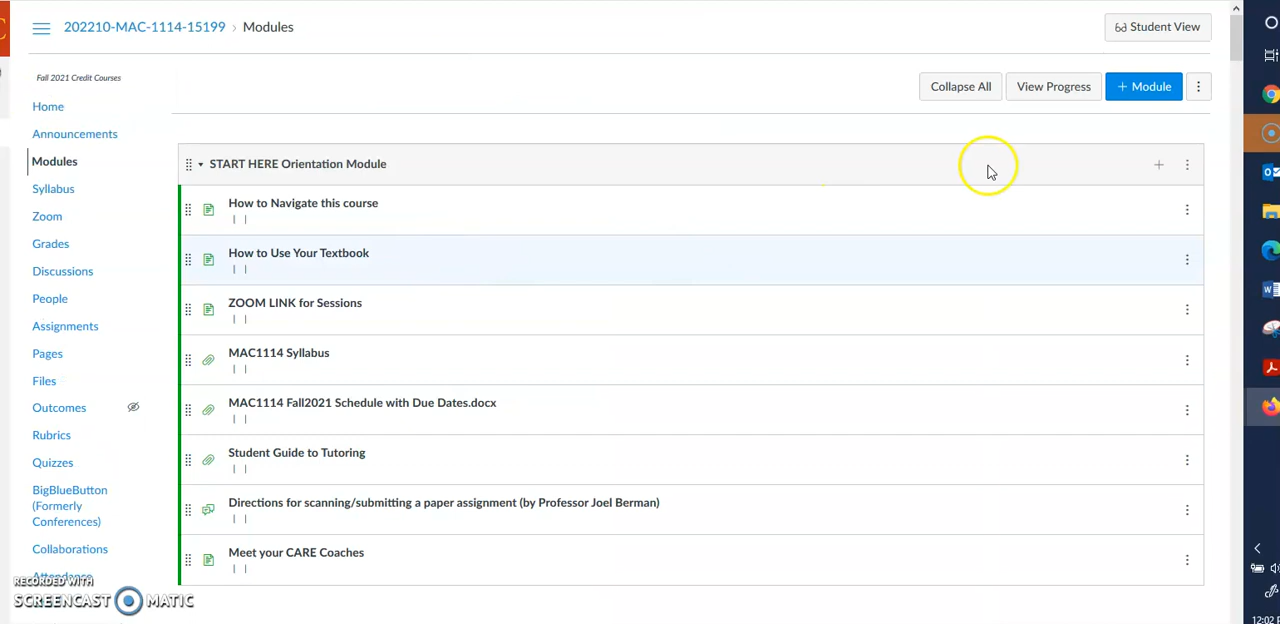 202210-MAC-1114-15199 › Modules
Student View
Fall 2021 Credit Courses
Collapse All
View Progress
+ Module
Home
Announcements
Modules
Syllabus
Zoom
Grades
Discussions
People
Assignments
Pages
Files
Outcomes
Rubrics
Quizzes
BigBlueButton
(Formerly
Conferences)
Collaborations
Attendance
START HERE Orientation Module
How to Navigate this course
| |
How to Use Your Textbook
| |
ZOOM LINK for Sessions
| |
MAC1114 Syllabus
| |
MAC1114 Fall2021 Schedule with Due Dates.docx
| |
Student Guide to Tutoring
| |
Directions for scanning/submitting a paper assignment (by Professor Joel Berman)
| |
Meet your CARE Coaches
| |
RECORDED WITH
SCREENCAST MATIC
12:02